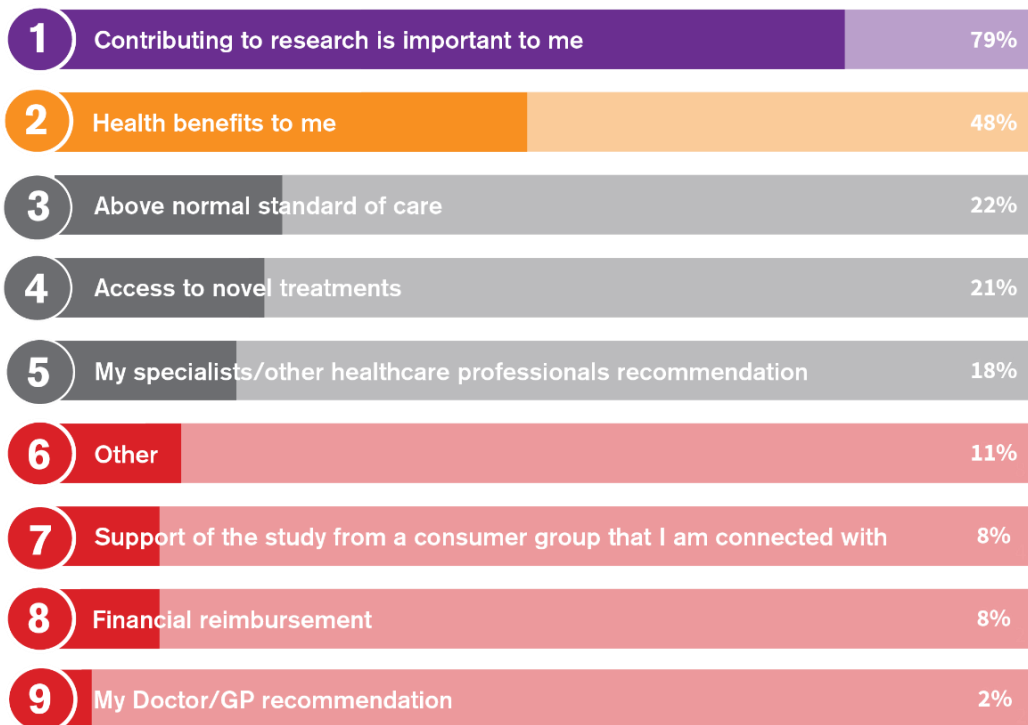 1 Contributing to research is important to me 79%
2 Health benefits to me 48%
3 Above normal standard of care 22%
4 Access to novel treatments 21%
5 My specialists/other healthcare professionals recommendation 18%
6 Other 11%
7 Support of the study from a consumer group that I am connected with 8%
8 Financial reimbursement 8%
9 My Doctor/GP recommendation 2%